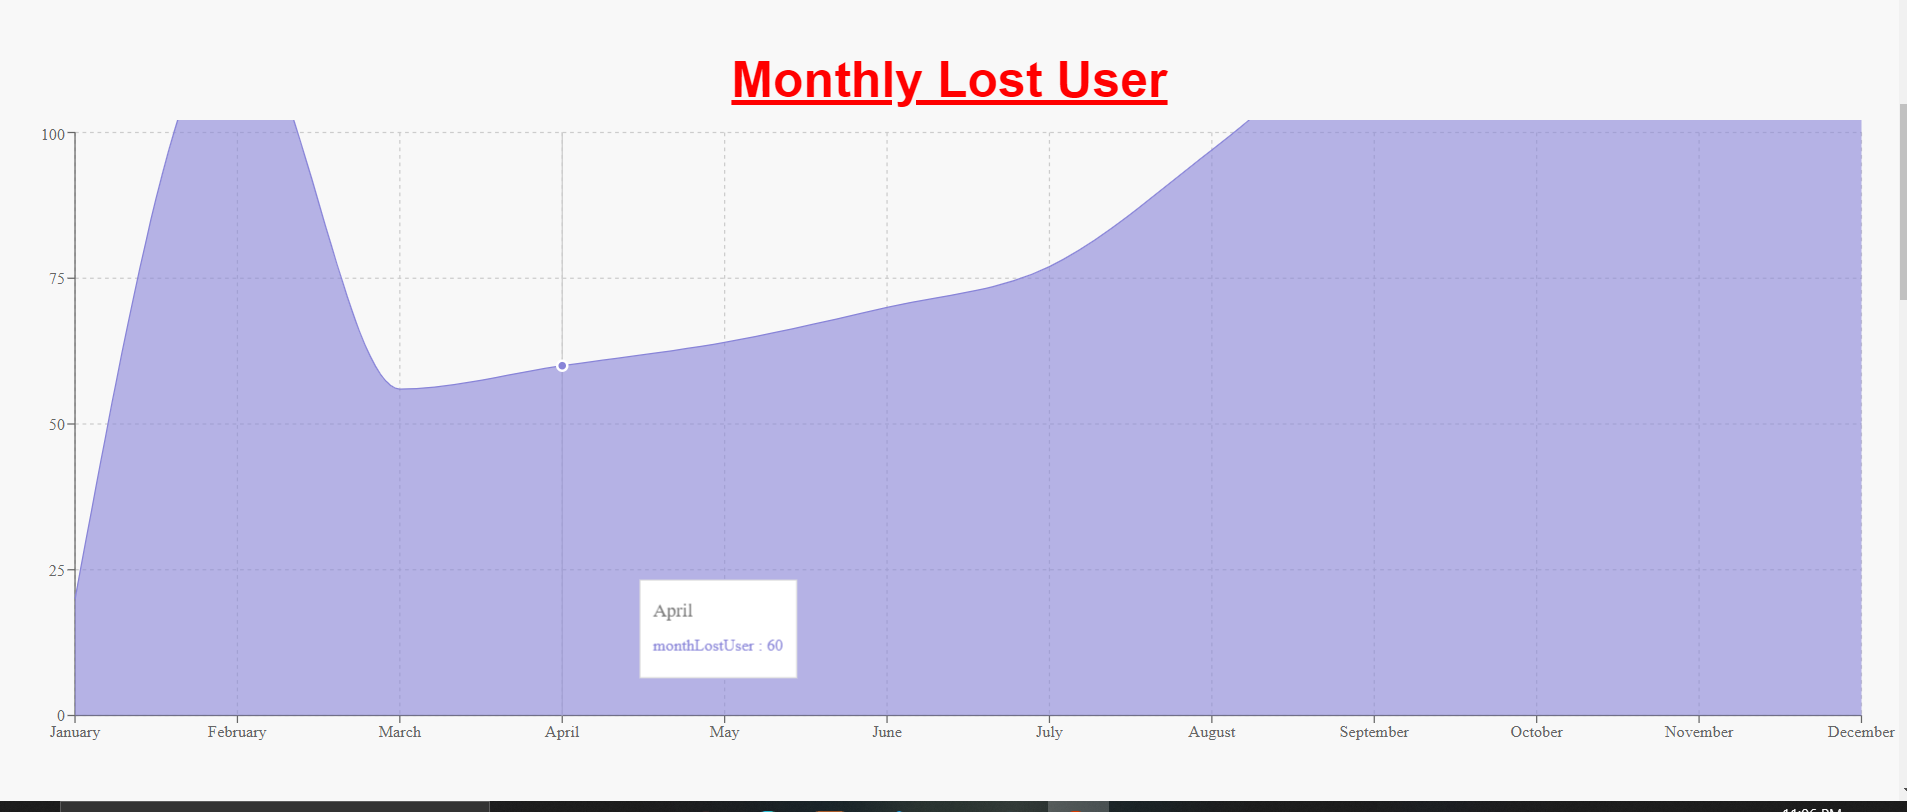 Monthly Lost User
100
75
50
25
0
April
monthLostUser : 60
January February March April May June July August September October November December